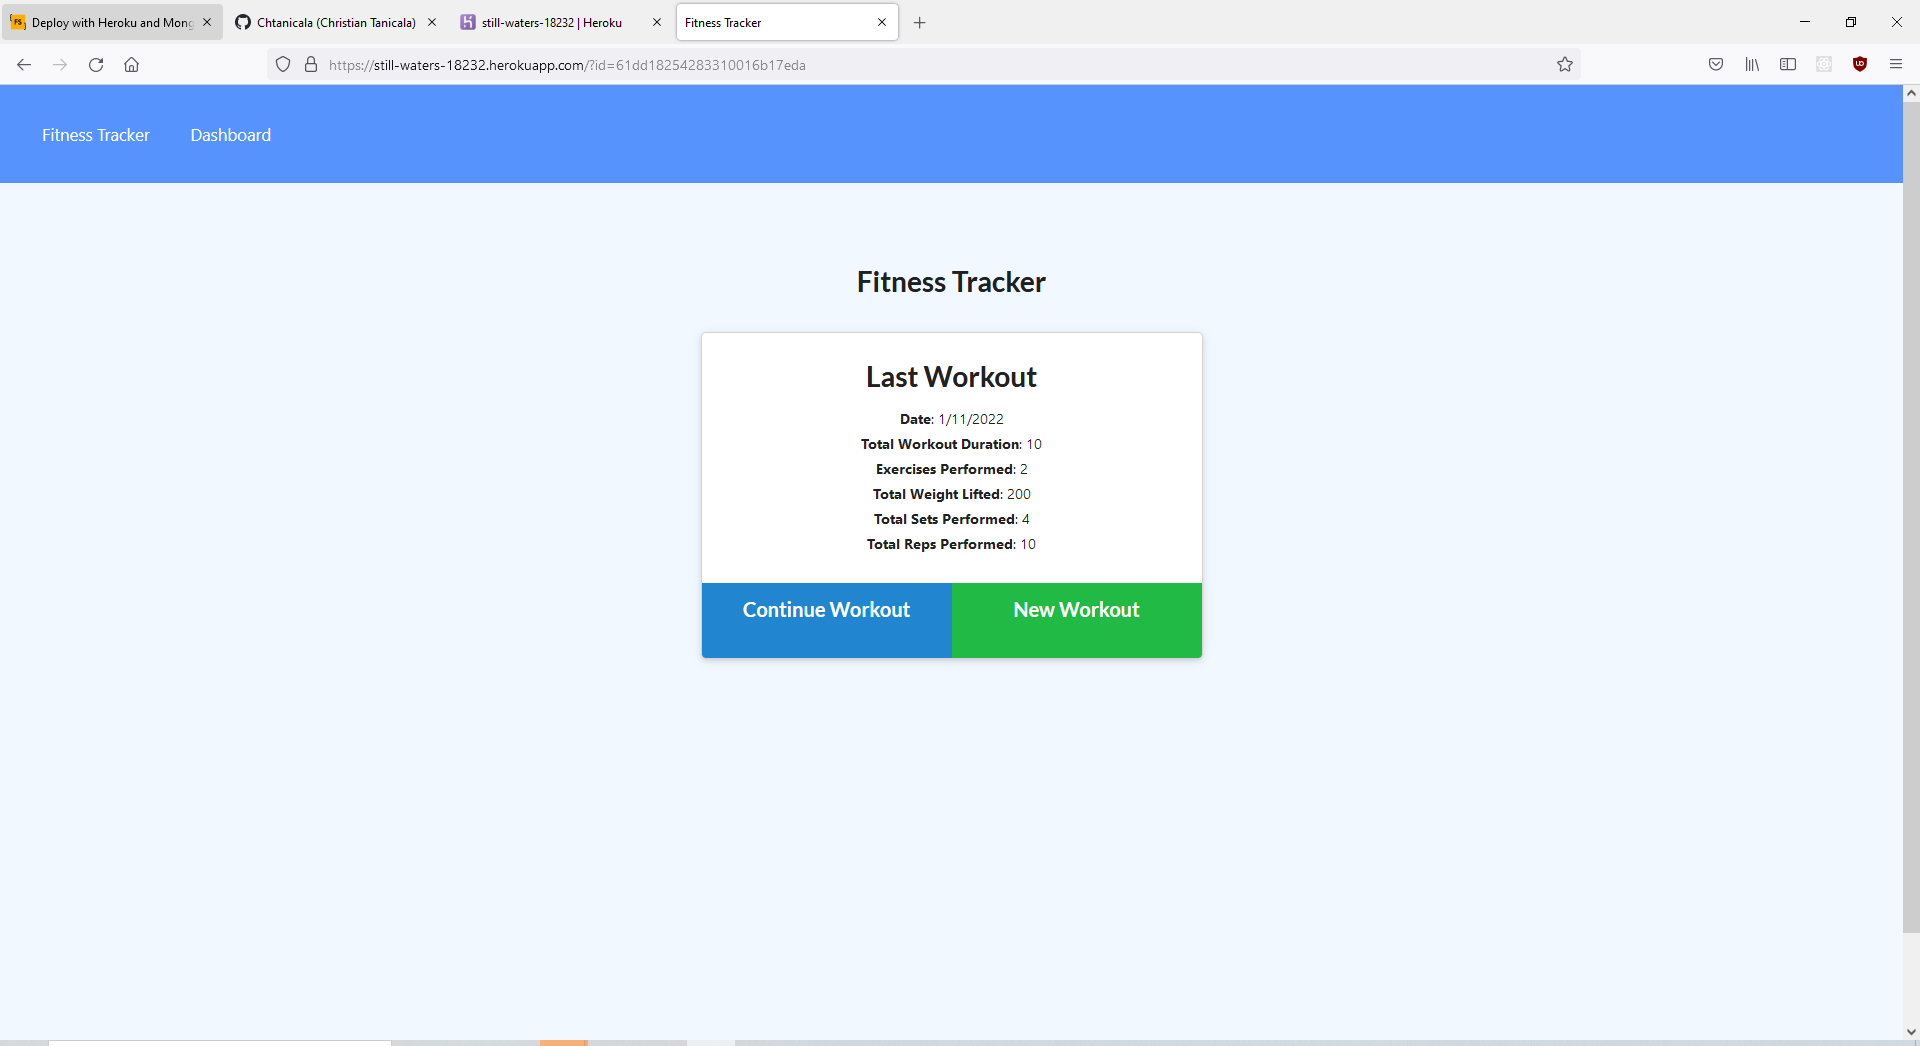 Deploy with Heroku and Mong
Chtanicala (Christian Tanicala)
still-waters-18232 | Heroku
Fitness Tracker
https://still-waters-18232.herokuapp.com/?id=61dd18254283310016b17eda
Fitness Tracker
Dashboard
Fitness Tracker
Last Workout
Date: 1/11/2022
Total Workout Duration: 10
Exercises Performed: 2
Total Weight Lifted: 200
Total Sets Performed: 4
Total Reps Performed: 10
Continue Workout
New Workout